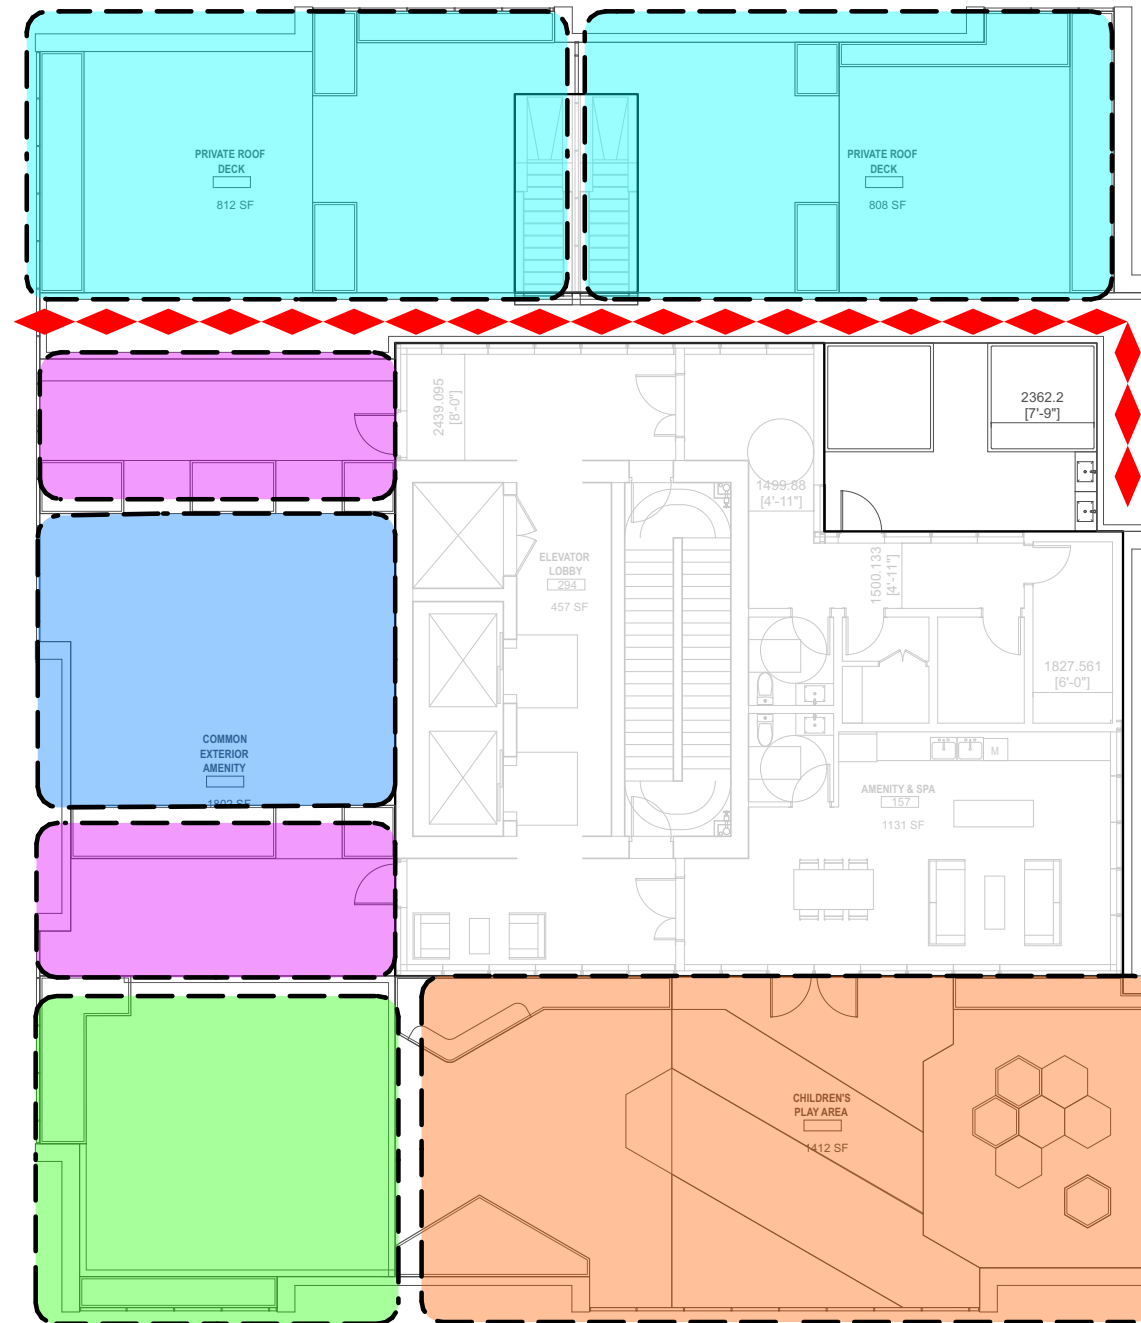 PRIVATE ROOF
DECK
812 SF
PRIVATE ROOF
DECK
808 SF
2439.095
[8'-0"]
2362.2
[7'-9"]
1499.88
[4'-11"]
ELEVATOR
LOBBY
294
457 SF
1500.133
[4'-11"]
1827.561
[6'-0"]
COMMON
EXTERIOR
AMENITY
1802 SF
M
AMENITY & SPA
157
1131 SF
CHILDREN'S
PLAY AREA
1412 SF